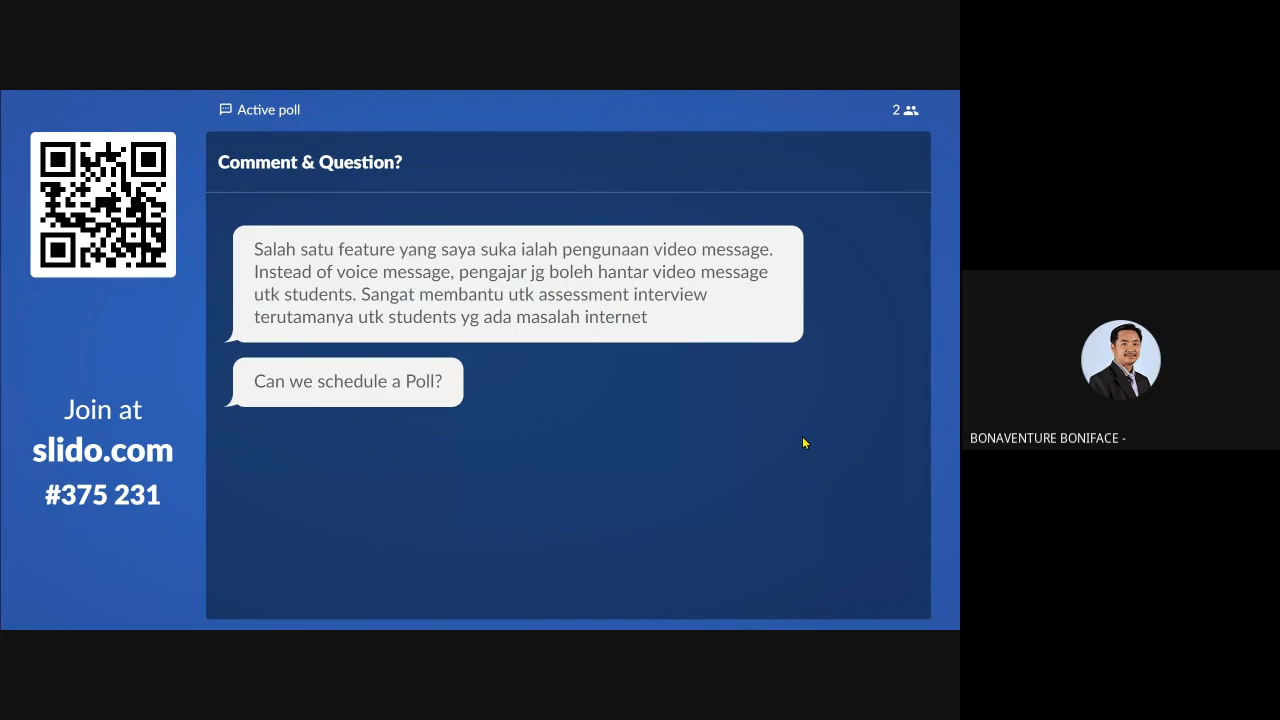 Active poll
2
Comment & Question?
Salah satu feature yang saya suka ialah pengunaan video message.
Instead of voice message, pengajar jg boleh hantar video message
utk students. Sangat membantu utk assessment interview
terutamanya utk students yg ada masalah internet
Can we schedule a Poll?
Join at
slido.com
#375 231
BONAVENTURE BONIFACE -